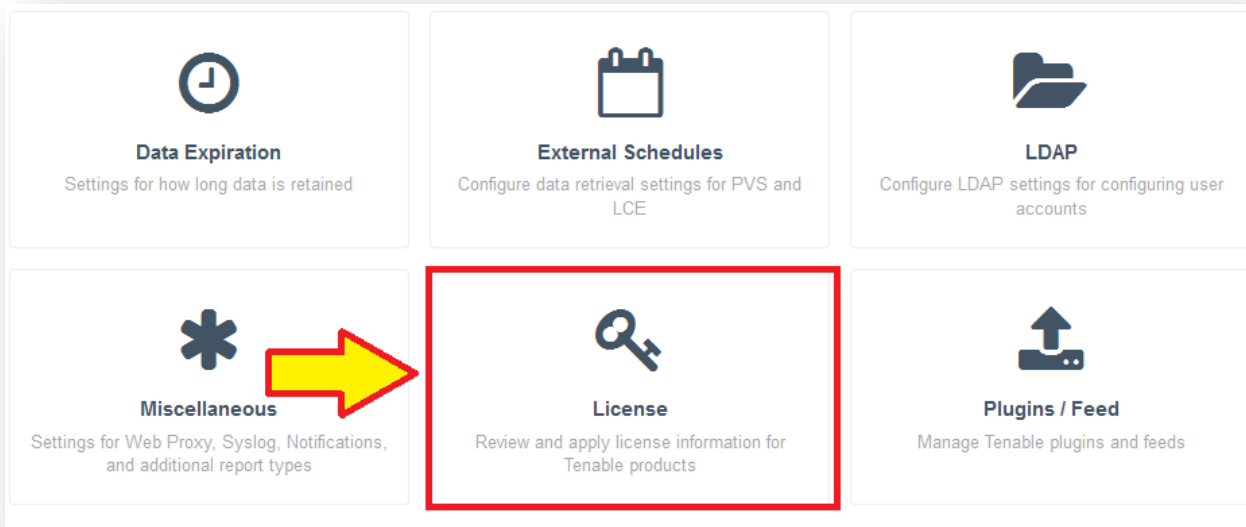 Data Expiration
Settings for how long data is retained
External Schedules
Configure data retrieval settings for PVS and
LCE
LDAP
Configure LDAP settings for configuring user
accounts
Miscellaneous
Settings for Web Proxy, Syslog, Notifications,
and additional report types
License
Review and apply license information for
Tenable products
Plugins / Feed
Manage Tenable plugins and feeds